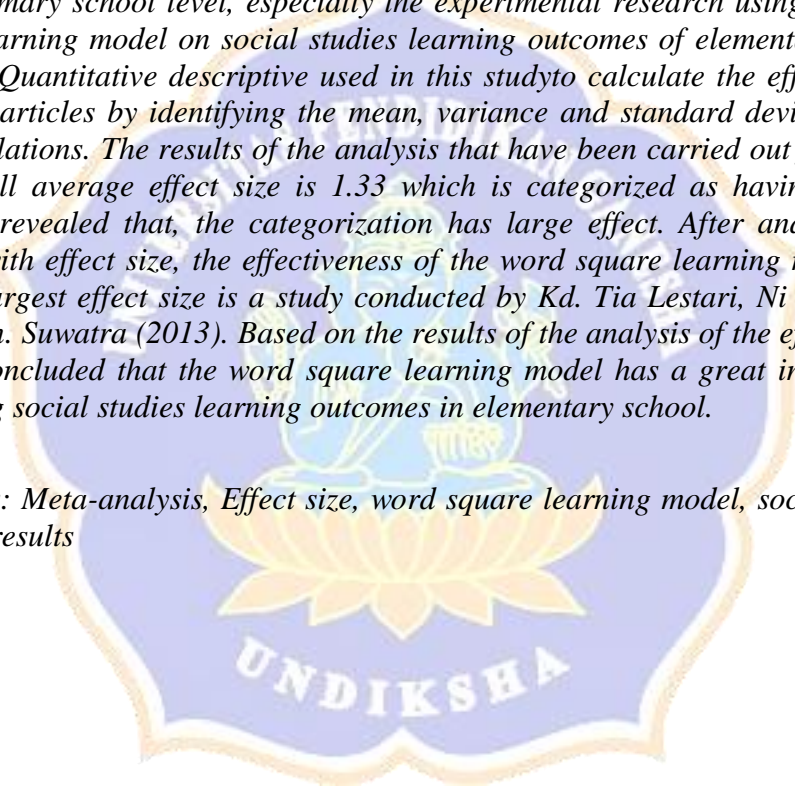 mary school level, especially the experimental research using
arning model on social studies learning outcomes of element
Quantitative descriptive used in this studyto calculate the eff
articles by identifying the mean, variance and standard devi
lations. The results of the analysis that have been carried out
ll average effect size is 1.33 which is categorized as havin
revealed that, the categorization has large effect. After ana
ith effect size, the effectiveness of the word square learning
argest effect size is a study conducted by Kd. Tia Lestari, Ni
n. Suwatra (2013). Based on the results of the analysis of the e
oncluded that the word square learning model has a great in
g social studies learning outcomes in elementary school.
: Meta-analysis, Effect size, word square learning model, soc
results
UNIVERSITAS PENDIDIKAN GANESHA
UNDIKSHA